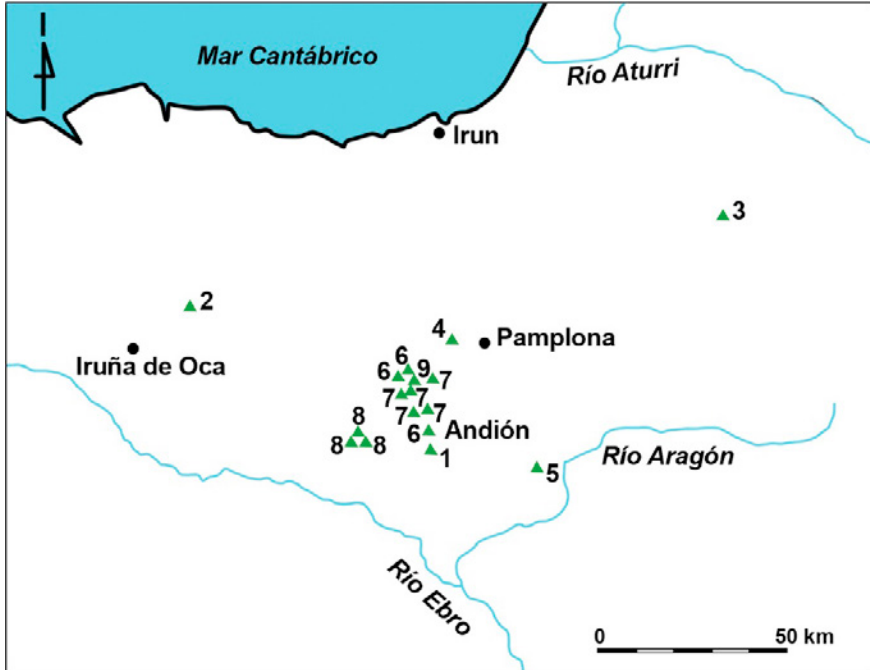 Mar Cantábrico
Río Aturri
Irun
3
2
4
Pamplona
Iruña de Oca
6
6
9
7
7
7
7
7
8
8
8
6
Andión
1
5
Río Aragón
Río Ebro
0
50 km